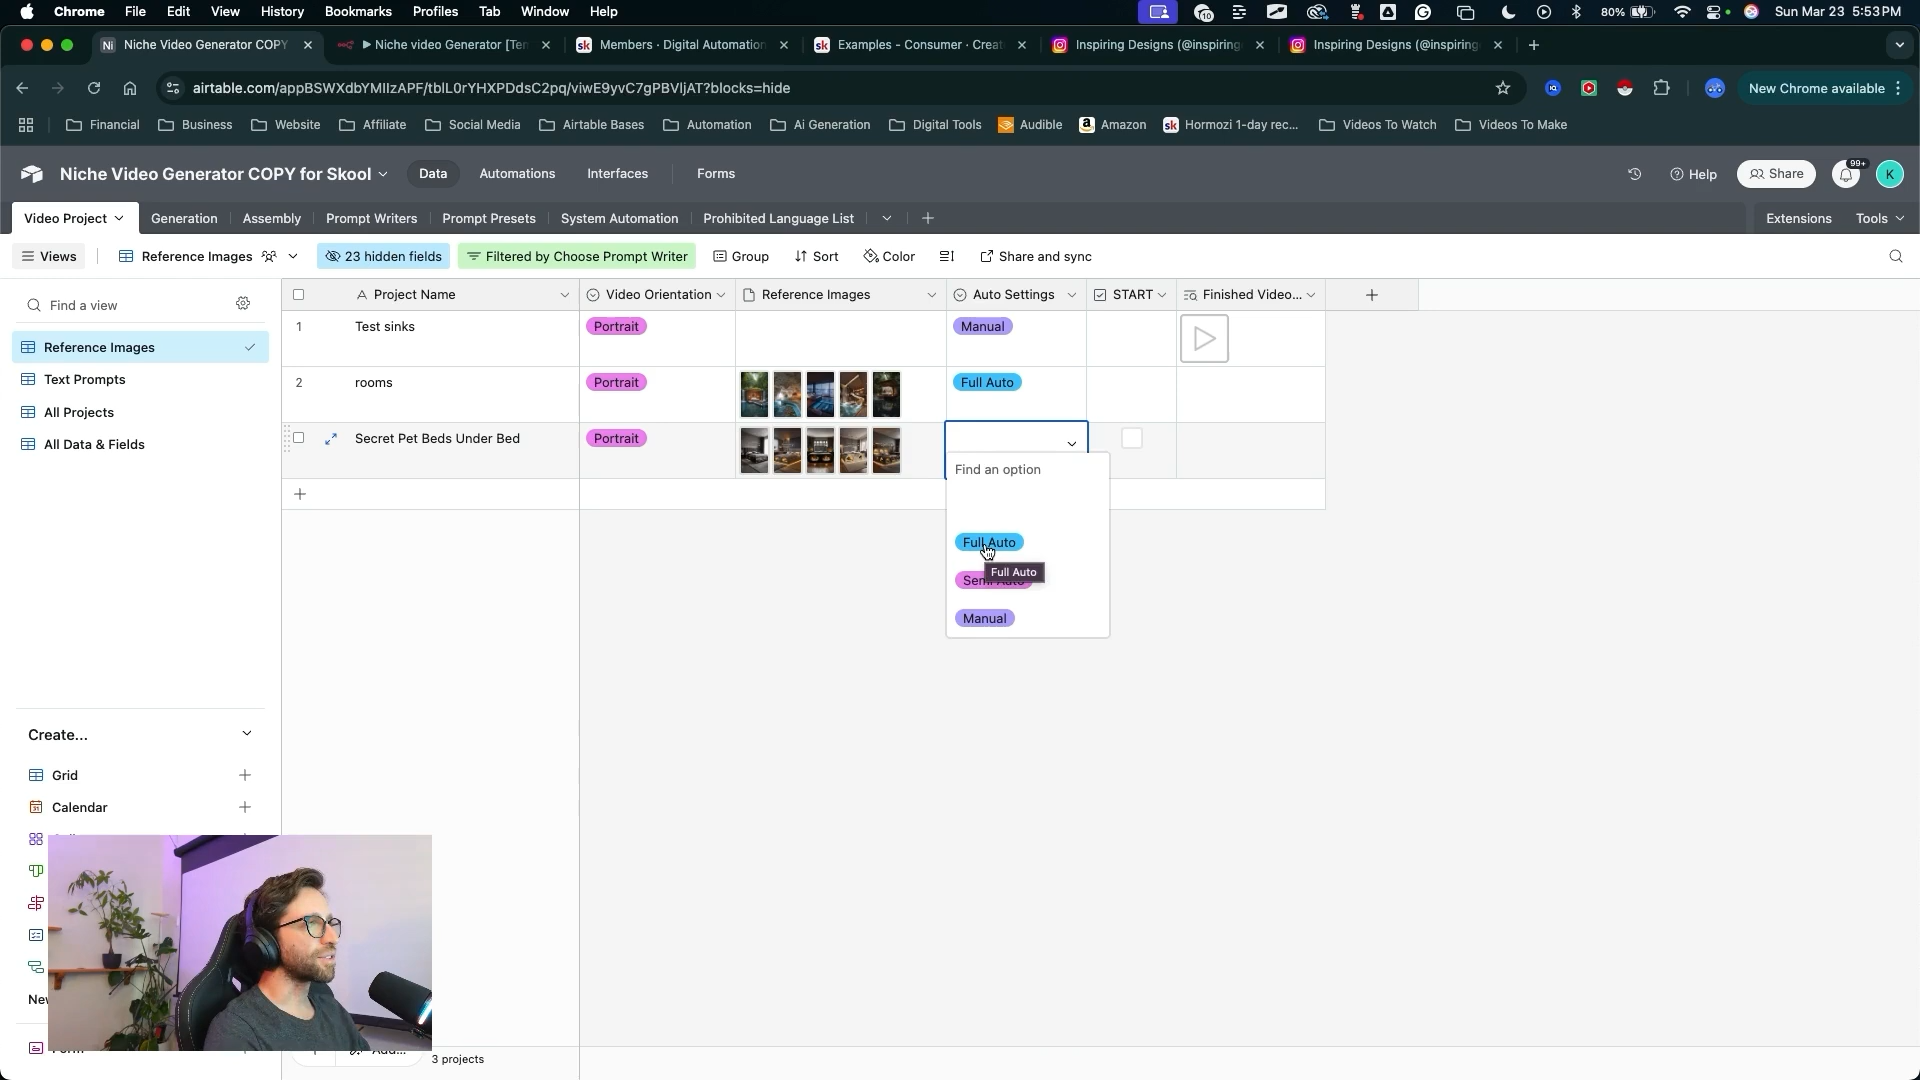 Chrome File Edit View History Bookmarks Profiles Tab Window Help
10 80% Sun Mar 23 5:53 PM
Niche Video Generator COPY
Niche video Generator [Ter
Members · Digital Automation
Examples - Consumer · Creat
Inspiring Designs (@inspiring
Inspiring Designs (@inspiring
airtable.com/appBSWXdbYMIIzAPF/tblL0rYHXPDdsC2pq/viwE9yvC7gPBVljAT?blocks=hide
New Chrome available
Financial Business Website Affiliate Social Media Airtable Bases Automation Ai Generation Digital Tools Audible Amazon Hormozi 1-day rec... Videos To Watch Videos To Make
Niche Video Generator COPY for Skool Data Automations Interfaces Forms Help Share 99+ K
Video Project Generation Assembly Prompt Writers Prompt Presets System Automation Prohibited Language List Extensions Tools
Views Reference Images 23 hidden fields Filtered by Choose Prompt Writer Group Sort Color Share and sync
Find a view
Reference Images
Text Prompts
All Projects
All Data & Fields
Project Name Video Orientation Reference Images Auto Settings START Finished Video...
1 Test sinks Portrait Manual
2 rooms Portrait Full Auto
Secret Pet Beds Under Bed Portrait
Find an option
Full Auto
Full Auto
Manual
Create...
Grid
Calendar
3 projects